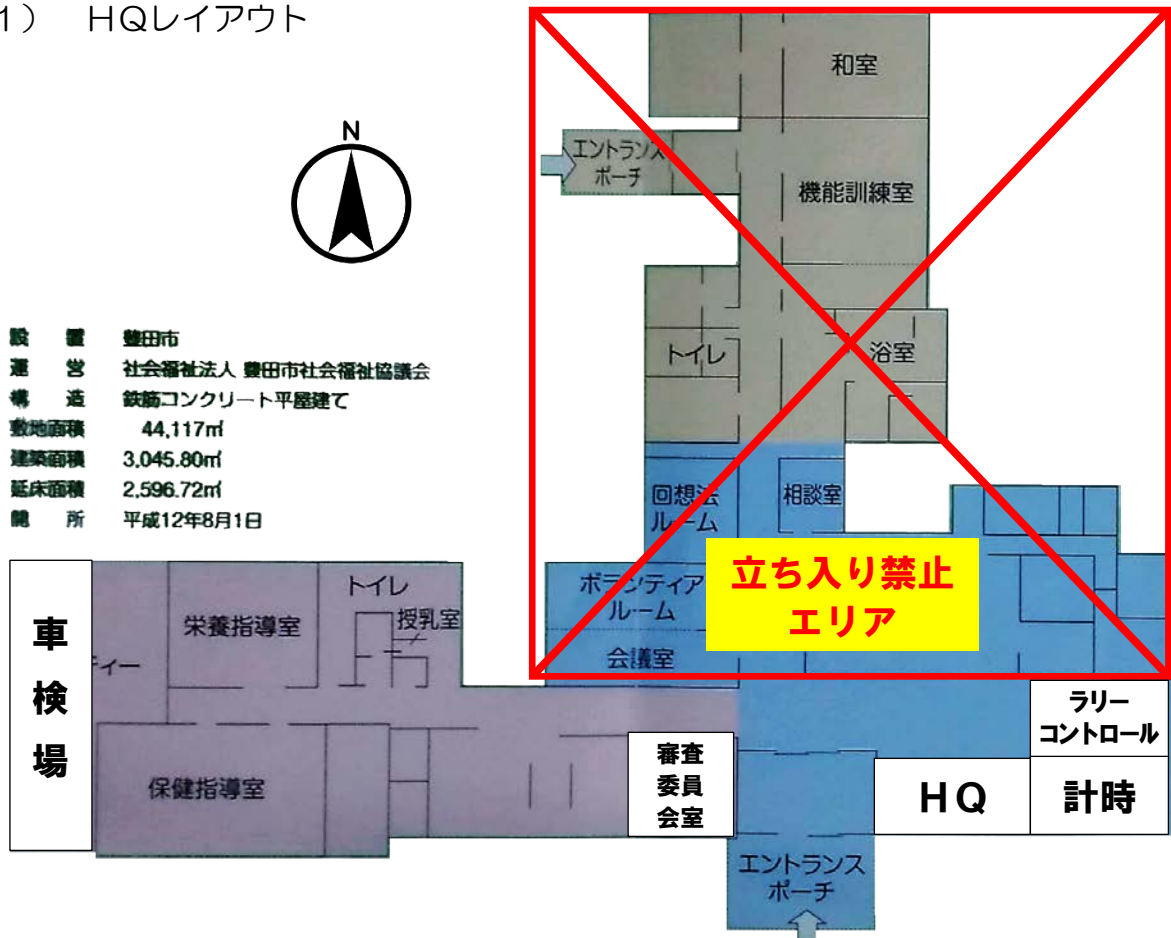 1） HQレイアウト
N
和室
エントランス
ポーチ
機能訓練室
設置 豊田市
運営 社会福祉法人 豊田市社会福祉協議会
構造 鉄筋コンクリート平屋建て
敷地面積 44,117㎡
建築面積 3,045.80㎡
延床面積 2,596.72㎡
開所 平成12年8月1日
トイレ
浴室
回想法
ルーム
相談室
立ち入り禁止
エリア
ボランティア
ルーム
会議室
車検場
栄養指導室
トイレ
授乳室
ィー
保健指導室
審査
委員
会室
HQ
ラリー
コントロール
計時
エントランス
ポーチ